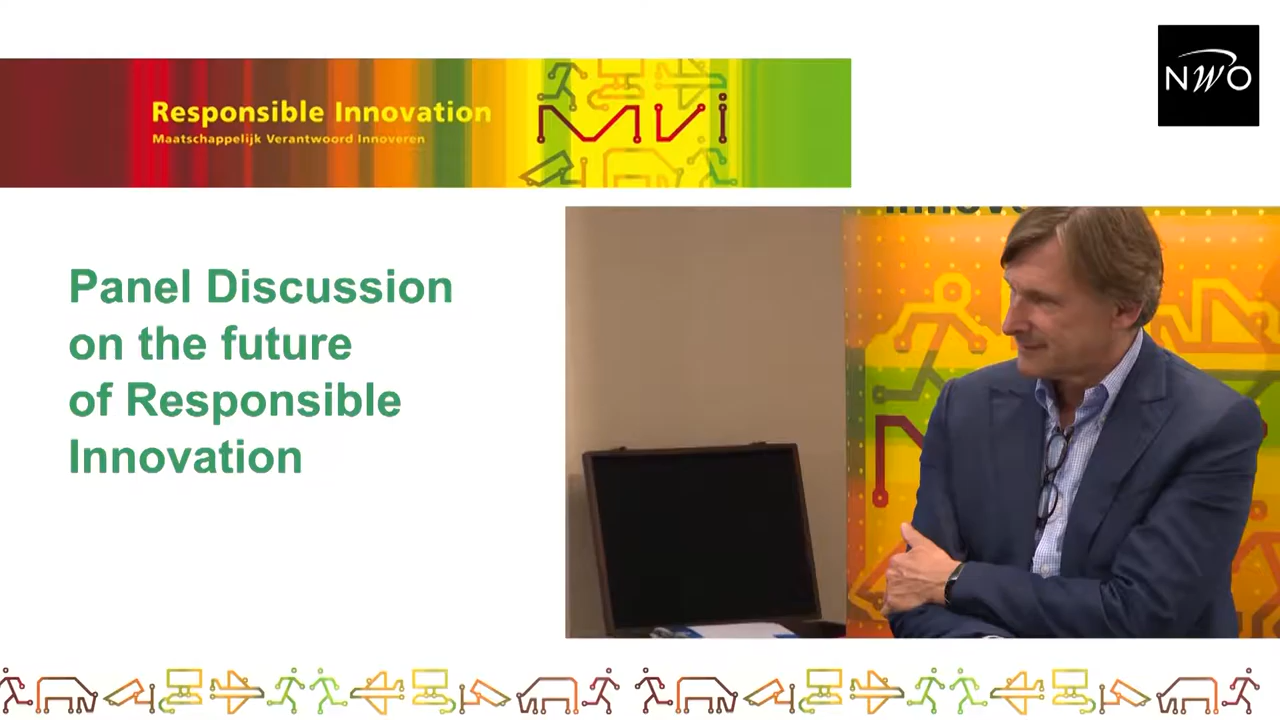 Responsible Innovation
Maatschappelijk Verantwoord Innoveren
mvi
NWO
Panel Discussion
on the future
of Responsible
Innovation